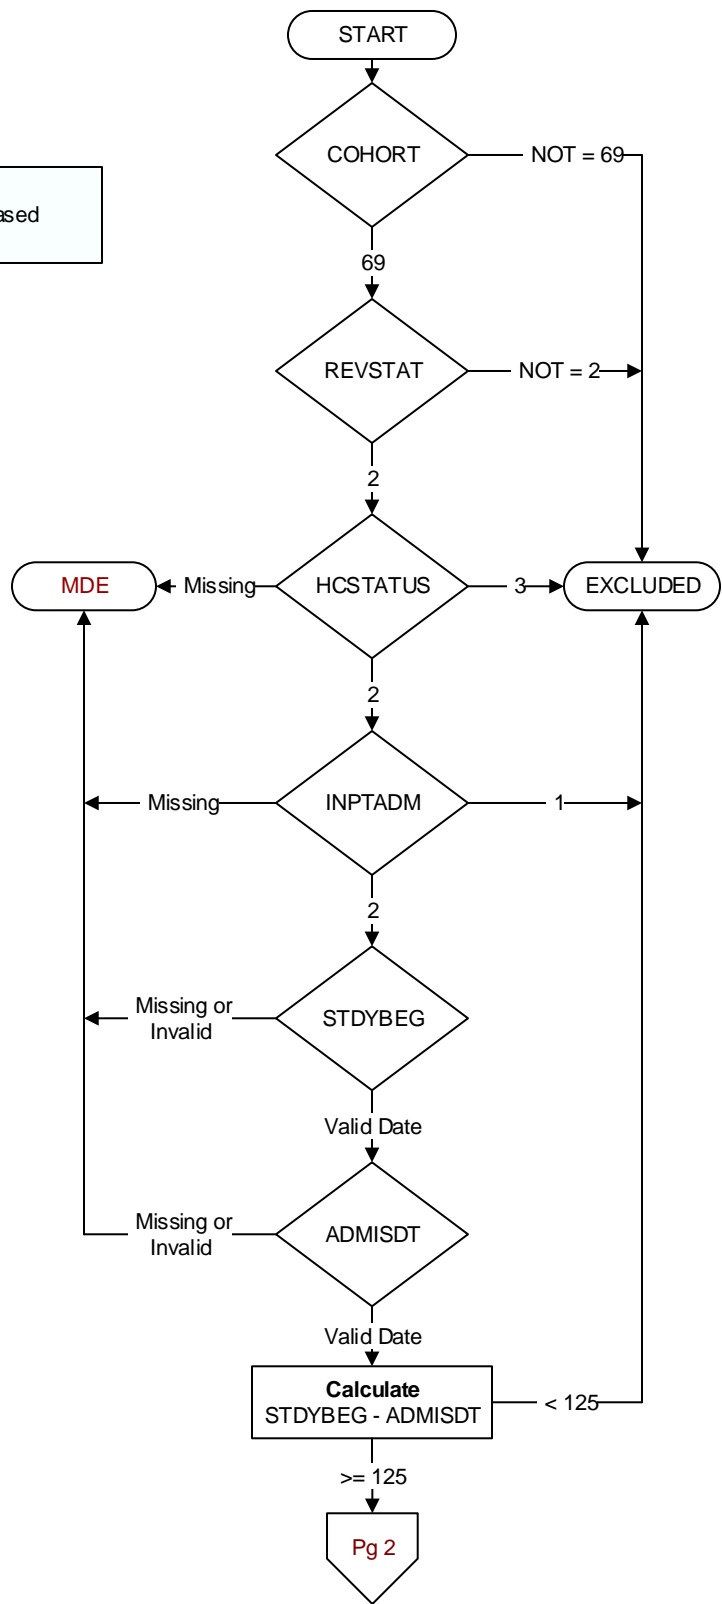 START
COHORT
NOT = 69
69
REVSTAT
NOT = 2
2
MDE
Missing
HCSTATUS
3
EXCLUDED
2
Missing
INPTADM
1
2
Missing or
Invalid
STDYBEG
Valid Date
Missing or
Invalid
ADMISDT
Valid Date
Calculate
STDYBEG - ADMISDT
< 125
>= 125
Pg 2